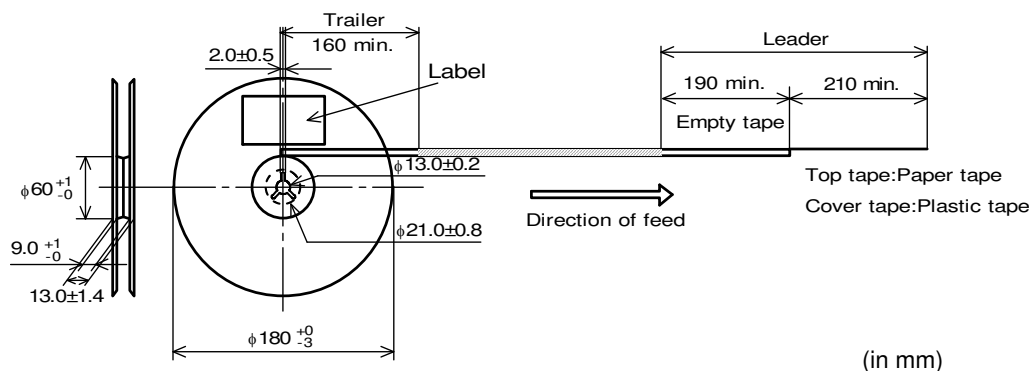 Trailer
160 min.
2.0±0.5
Label
Leader
190 min.
210 min.
Empty tape
φ13.0±0.2
φ60 +1 -0
Top tape:Paper tape
Cover tape:Plastic tape
Direction of feed
φ21.0±0.8
9.0 +1 -0
13.0±1.4
φ180 +0 -3
(in mm)